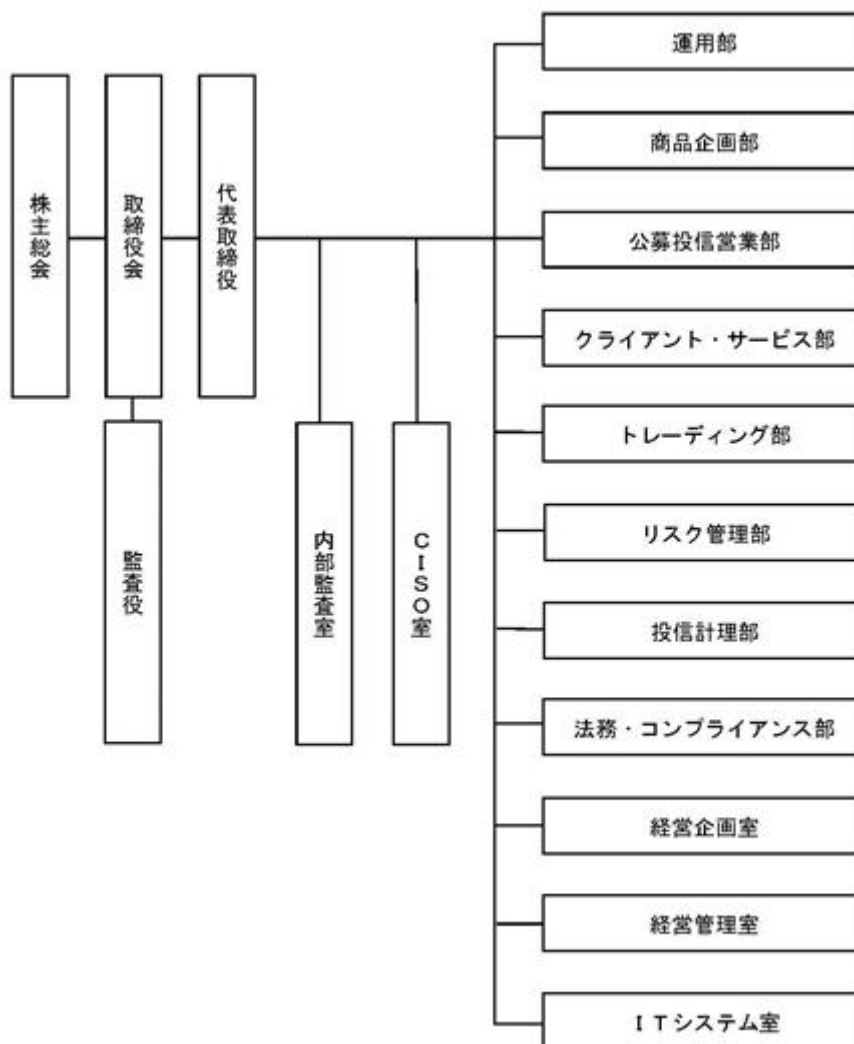 株主総会
取締役会
代表取締役
監査役
内部監査室
CISO室
運用部
商品企画部
公募投信営業部
クライアント・サービス部
トレーディング部
リスク管理部
投信計理部
法務・コンプライアンス部
経営企画室
経営管理室
ITシステム室